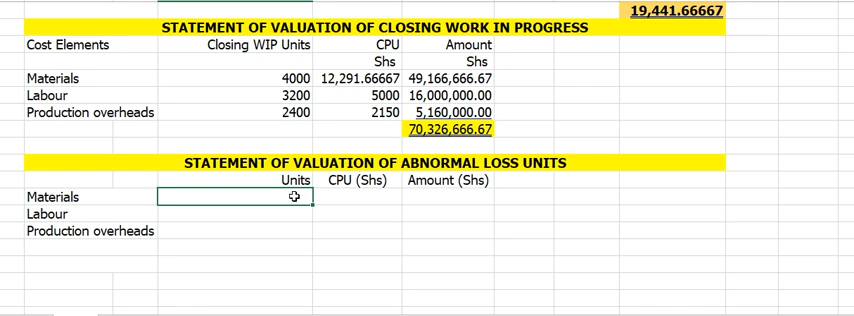 19,441.66667
STATEMENT OF VALUATION OF CLOSING WORK IN PROGRESS
Cost Elements Closing WIP Units CPU Amount
Shs Shs
Materials 4000 12,291.66667 49,166,666.67
Labour 3200 5000 16,000,000.00
Production overheads 2400 2150 5,160,000.00
70,326,666.67
STATEMENT OF VALUATION OF ABNORMAL LOSS UNITS
Units CPU (Shs) Amount (Shs)
Materials
Labour
Production overheads